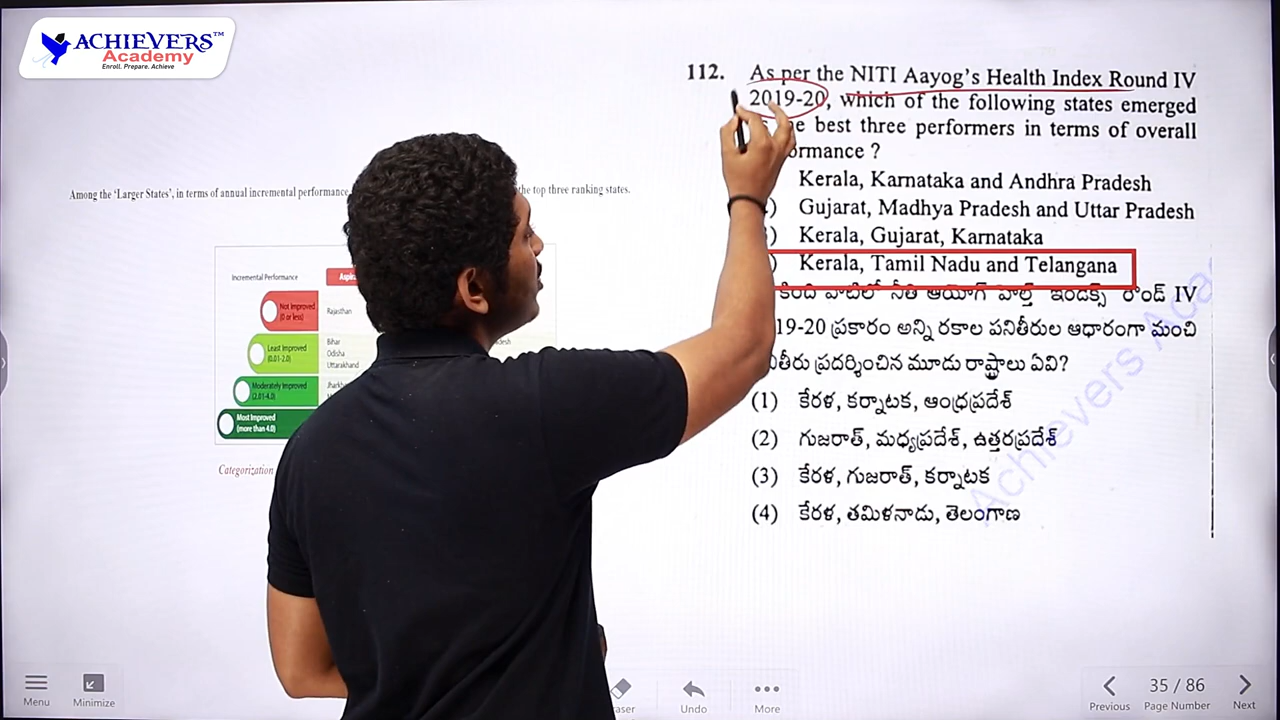 ACHIEVERS™
Academy
Enroll. Prepare. Achieve
112. As per the NITI Aayog's Health Index Round IV
2019-20, which of the following states emerged
the best three performers in terms of overall
?
Kerala, Karnataka and Andhra Pradesh
Gujarat, Madhya Pradesh and Uttar Pradesh
Kerala, Gujarat, Karnataka
Kerala, Tamil Nadu and Telangana
వాటిలో నీతి ఆయోగ్ హెల్త్ ఇండెక్స్ రౌండ్ IV
19-20 ప్రకారం అన్ని రకాల పనితీరుల ఆధారంగా మంచి
ప్రదర్శించిన మూడు రాష్ట్రాలు ఏవి?
(1) కేరళ, కర్నాటక, ఆంధ్రప్రదేశ్
(2) గుజరాత్, మధ్యప్రదేశ్, ఉత్తరప్రదేశ్
(3) కేరళ, గుజరాత్, కర్నాటక
(4) కేరళ, తమిళనాడు, తెలంగాణ
Among the 'Larger States', in terms of annual incremental performance
the top three ranking states.
Incremental Performance
Not Improved
(0 or less)
Rajasthan
Least Improved
(0.01-2.0)
Bihar
Odisha
Uttarakhand
Moderately Improved
(2.01-4.0)
Most Improved
(more than 4.0)
Categorization
Achievers
Menu
Minimize
Undo
More
Previous
35 / 86
Page Number
Next